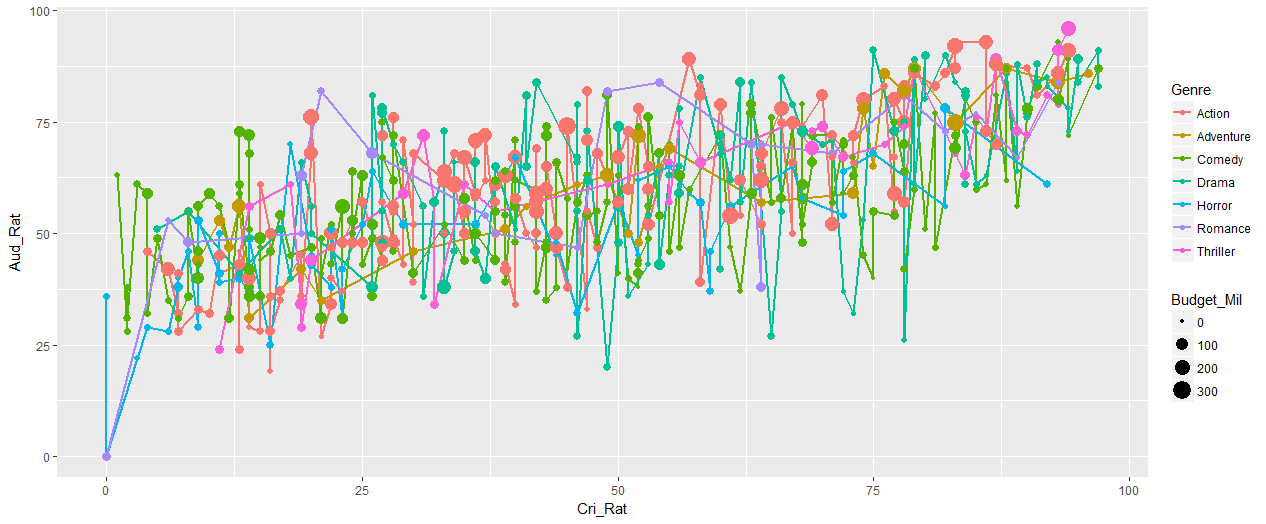 100
75
50
25
0
Aud_Rat
0 25 50 75 100
Cri_Rat
Genre
Action
Adventure
Comedy
Drama
Horror
Romance
Thriller
Budget_Mil
0
100
200
300